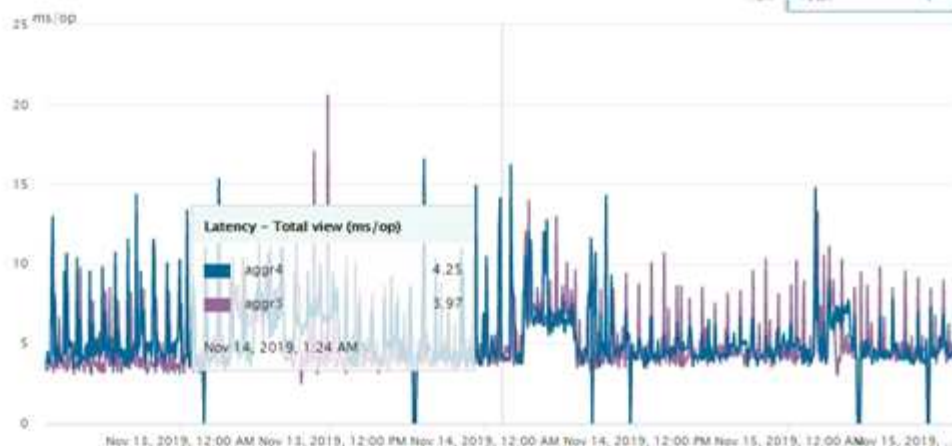 ms/op
25
20
15
10
5
0
Latency - Total view (ms/op)
aggr4 4.25
aggr3 3.97
Nov 14, 2019, 1:24 AM
Nov 13, 2019, 12:00 AM Nov 13, 2019, 12:00 PM Nov 14, 2019, 12:00 AM Nov 14, 2019, 12:00 PM Nov 15, 2019, 12:00 AM Nov 15, 2019,